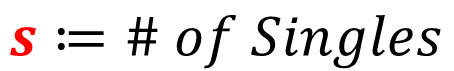 s := # of Singles